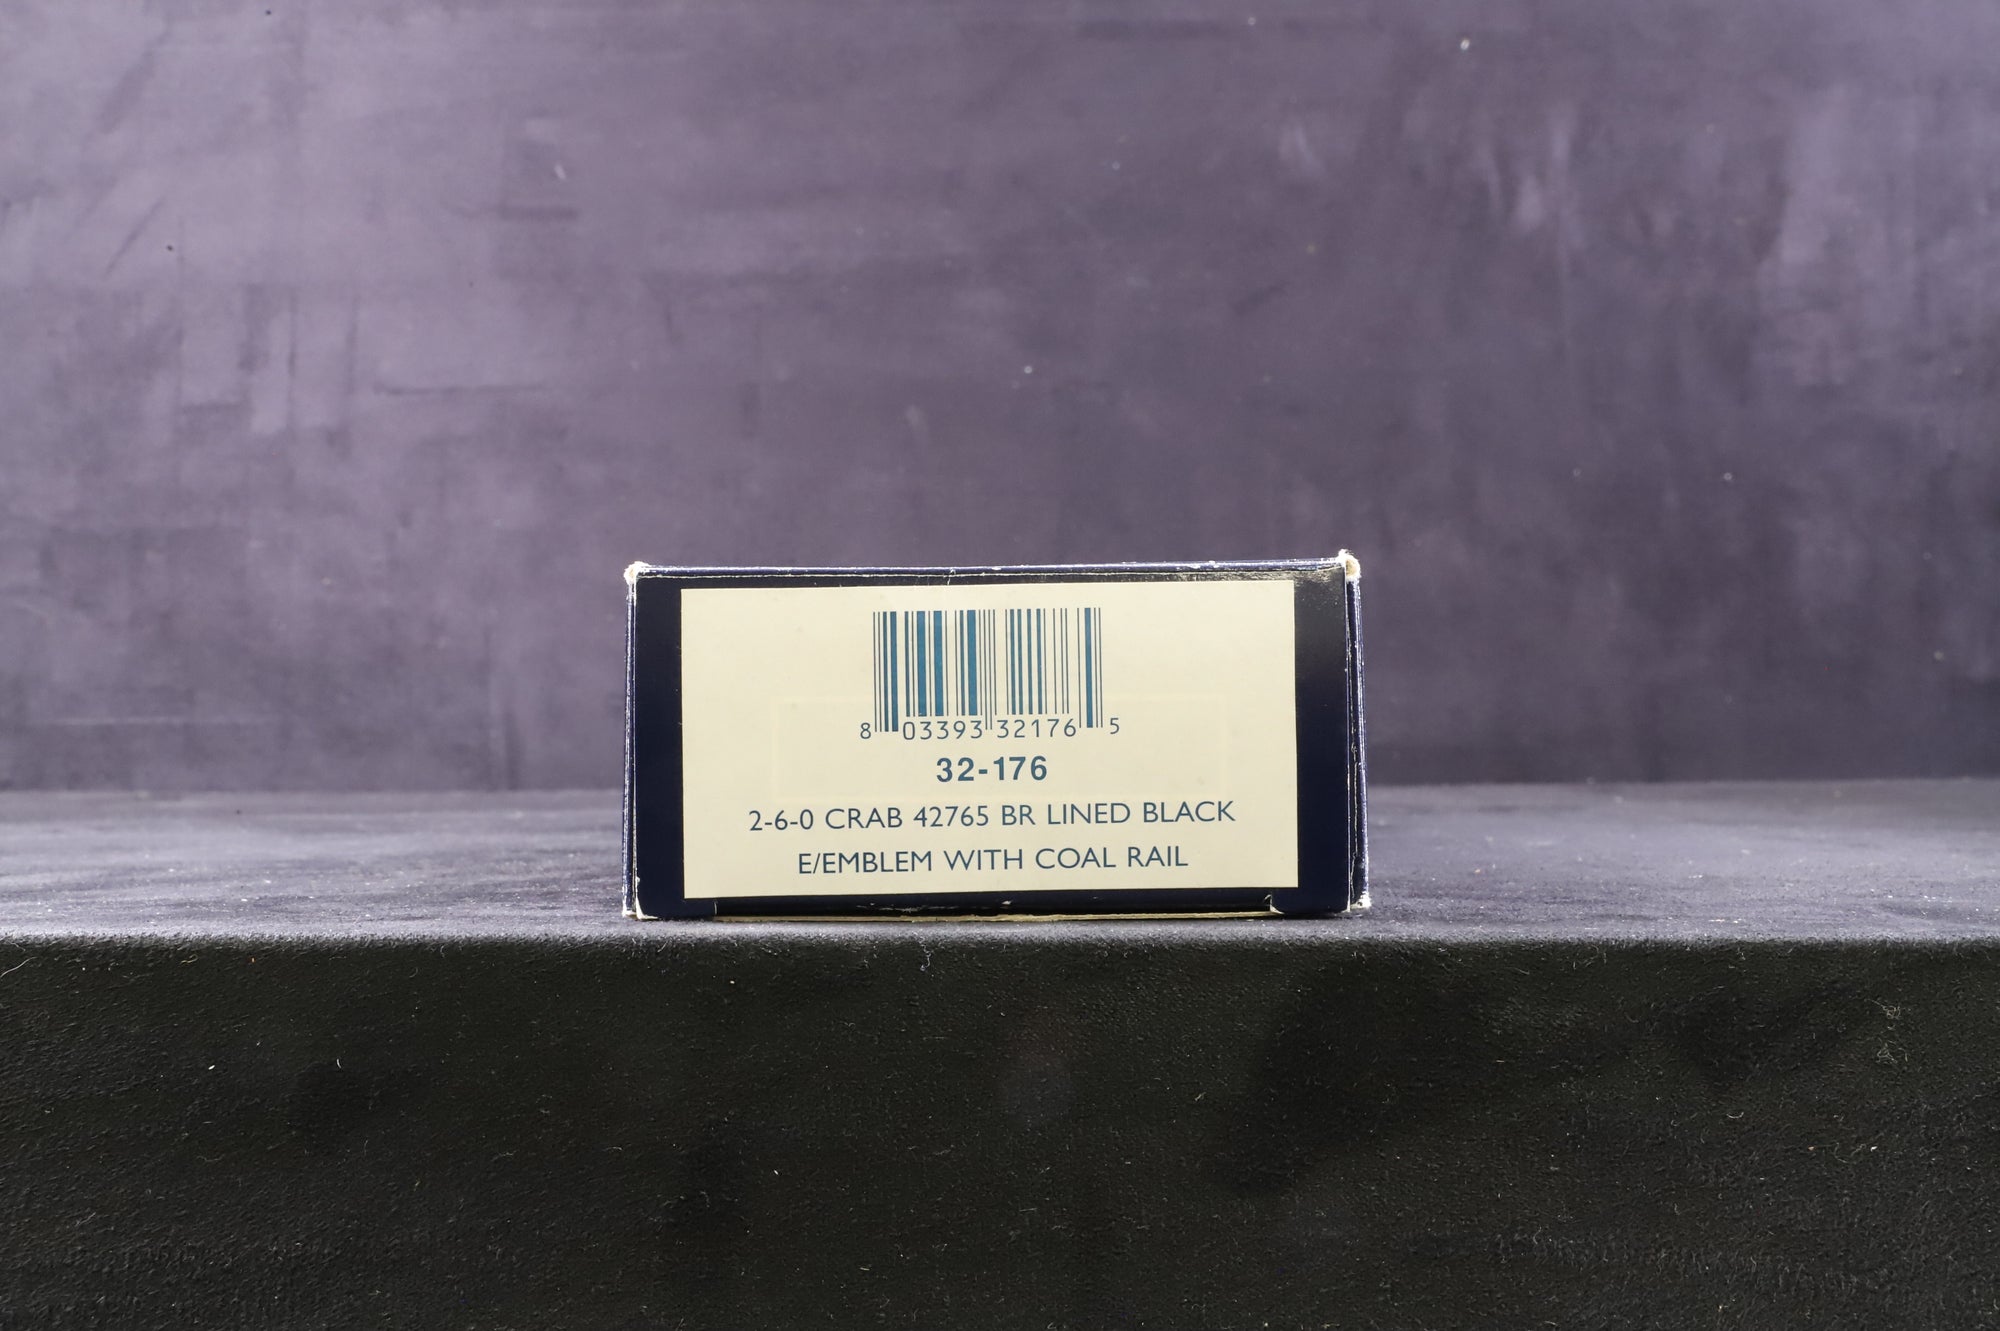 8 03393 32176 5
32-176
2-6-0 CRAB 42765 BR LINED BLACK
E/EMBLEM WITH COAL RAIL